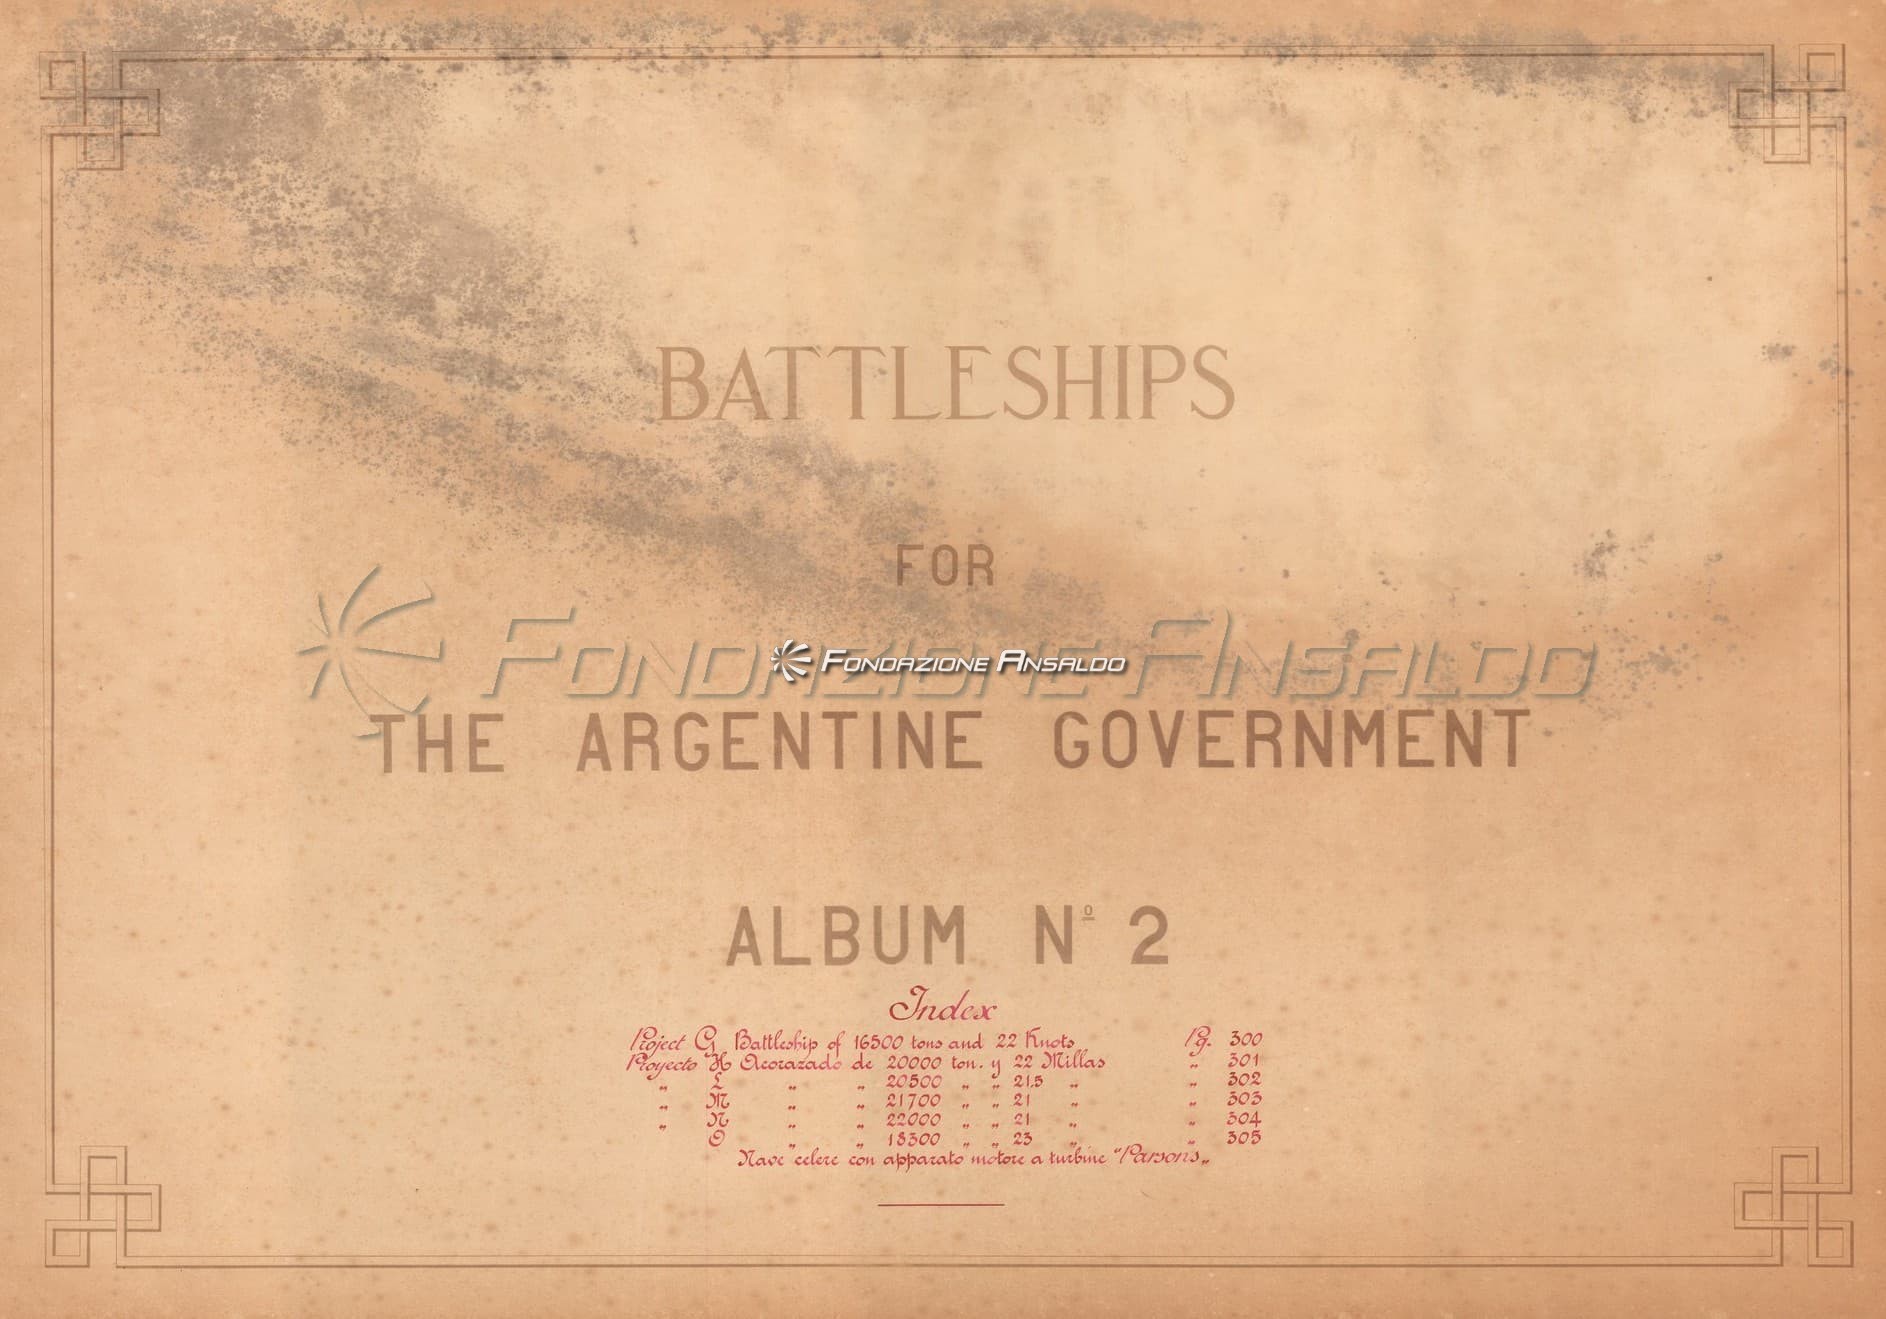 BATTLESHIPS
FOR
FONDAZIONE ANSALDO
FONDAZIONE ANSALDO
THE ARGENTINE GOVERNMENT
ALBUM Nº 2
Index
Project G Battleship of 16500 tons and 22 Knots Pg. 300
Proyecto H Acorazado de 20000 ton. y 22 Millas „ 301
„ L „ „ 20500 „ „ 21.5 „ „ 302
„ M „ „ 21700 „ „ 21 „ „ 303
„ N „ „ 22000 „ „ 21 „ „ 304
O „ „ 18300 „ „ 23 „ „ 305
Nave celere con apparato motore a turbine "Parsons„